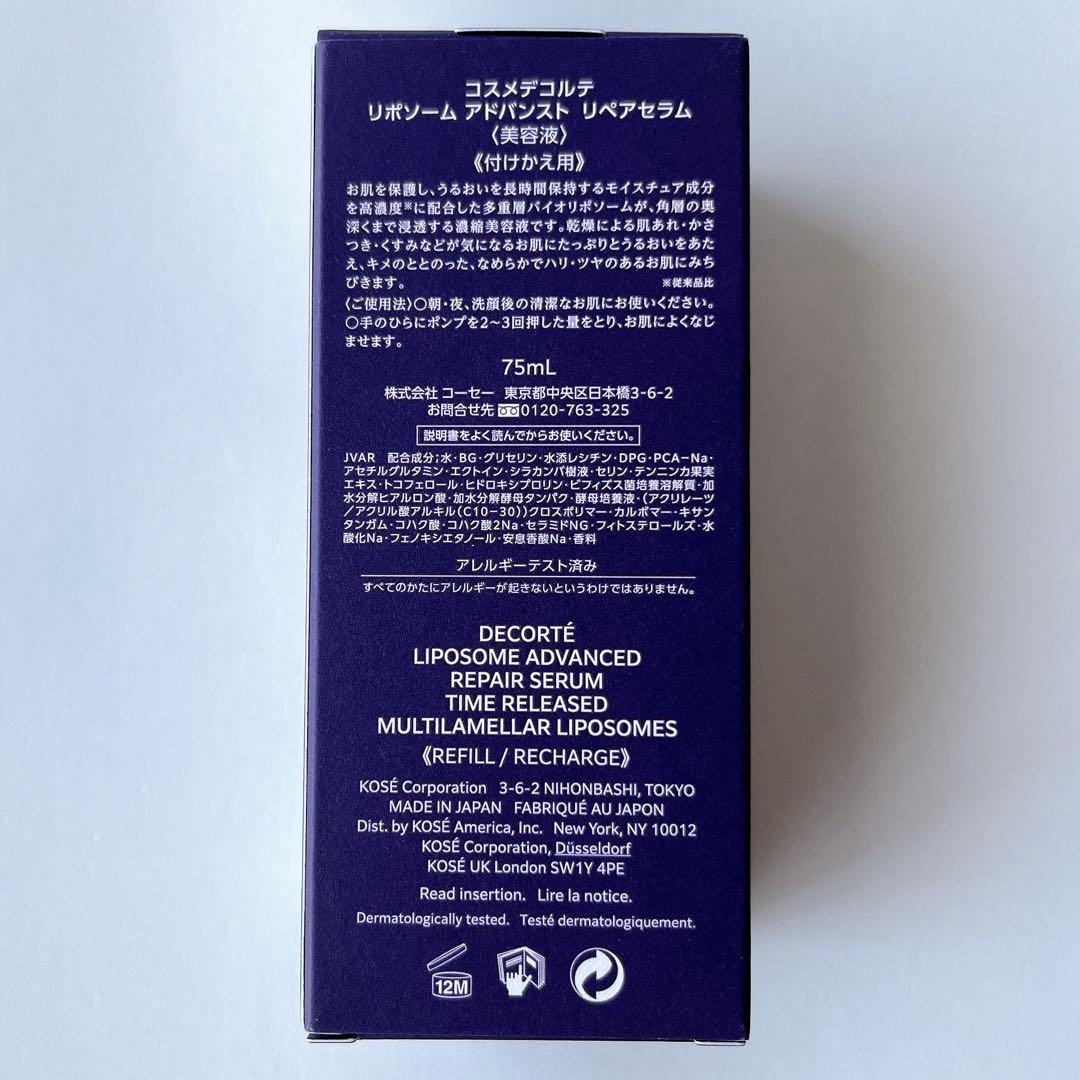 コスメデコルテ
リポソーム アドバンスト リペアセラム
〈美容液〉
《付けかえ用》
お肌を保護し、うるおいを長時間保持するモイスチュア成分
を高濃度※に配合した多重層バイオリポソームが、角層の奥
深くまで浸透する濃縮美容液です。乾燥による肌あれ・かさ
つき・くすみなどが気になるお肌にたっぷりとうるおいをあた
え、キメのととのった、なめらかでハリ・ツヤのあるお肌にみち
びきます。 ※従来品比
〈ご使用法〉○朝・夜、洗顔後の清潔なお肌にお使いください。
○手のひらにポンプを2~3回押した量をとり、お肌によくなじ
ませます。
75mL
株式会社 コーセー 東京都中央区日本橋3-6-2
お問合せ先 0120-763-325
説明書をよく読んでからお使いください。
JVAR 配合成分;水・BG・グリセリン・水添レシチン・DPG・PCA-Na・
アセチルグルタミン・エクトイン・シラカンバ樹液・セリン・テンニンカ果実
エキス・トコフェロール・ヒドロキシプロリン・ビフィズス菌培養溶解質・加
水分解ヒアルロン酸・加水分解酵母タンパク・酵母培養液・(アクリレーツ
/アクリル酸アルキル(C10-30))クロスポリマー・カルボマー・キサン
タンガム・コハク酸・コハク酸2Na・セラミドNG・フィトステロールズ・水
酸化Na・フェノキシエタノール・安息香酸Na・香料
アレルギーテスト済み
すべてのかたにアレルギーが起きないというわけではありません。
DECORTÉ
LIPOSOME ADVANCED
REPAIR SERUM
TIME RELEASED
MULTILAMELLAR LIPOSOMES
《REFILL / RECHARGE》
KOSÉ Corporation 3-6-2 NIHONBASHI, TOKYO
MADE IN JAPAN FABRIQUÉ AU JAPON
Dist. by KOSÉ America, Inc. New York, NY 10012
KOSÉ Corporation, Düsseldorf
KOSÉ UK London SW1Y 4PE
Read insertion. Lire la notice.
Dermatologically tested. Testé dermatologiquement.
12M